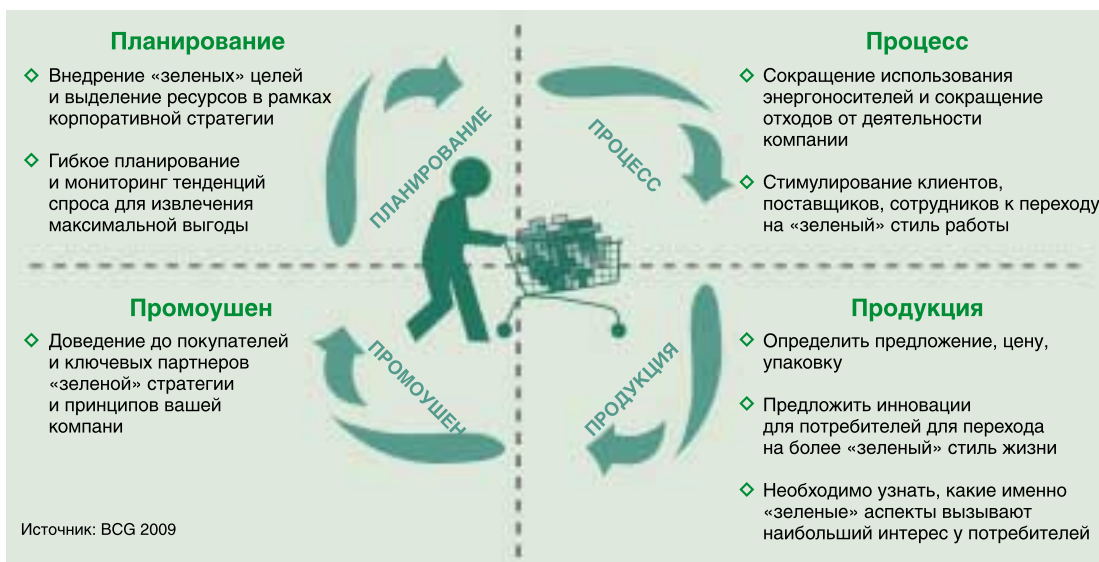 Планирование
Внедрение «зеленых» целей
и выделение ресурсов в рамках
корпоративной стратегии
Гибкое планирование
и мониторинг тенденций
спроса для извлечения
максимальной выгоды
Процесс
Сокращение использования
энергоносителей и сокращение
отходов от деятельности
компании
Стимулирование клиентов,
поставщиков, сотрудников к переходу
на «зеленый» стиль работы
ПЛАНИРОВАНИЕ
ПРОЦЕСС
Промоушен
Доведение до покупателей
и ключевых партнеров
«зеленой» стратегии
и принципов вашей
компани
ПРОМОУШЕН
ПРОДУКЦИЯ
Продукция
Определить предложение, цену,
упаковку
Предложить инновации
для потребителей для перехода
на более «зеленый» стиль жизни
Необходимо узнать, какие именно
«зеленые» аспекты вызывают
наибольший интерес у потребителей
Источник: BCG 2009